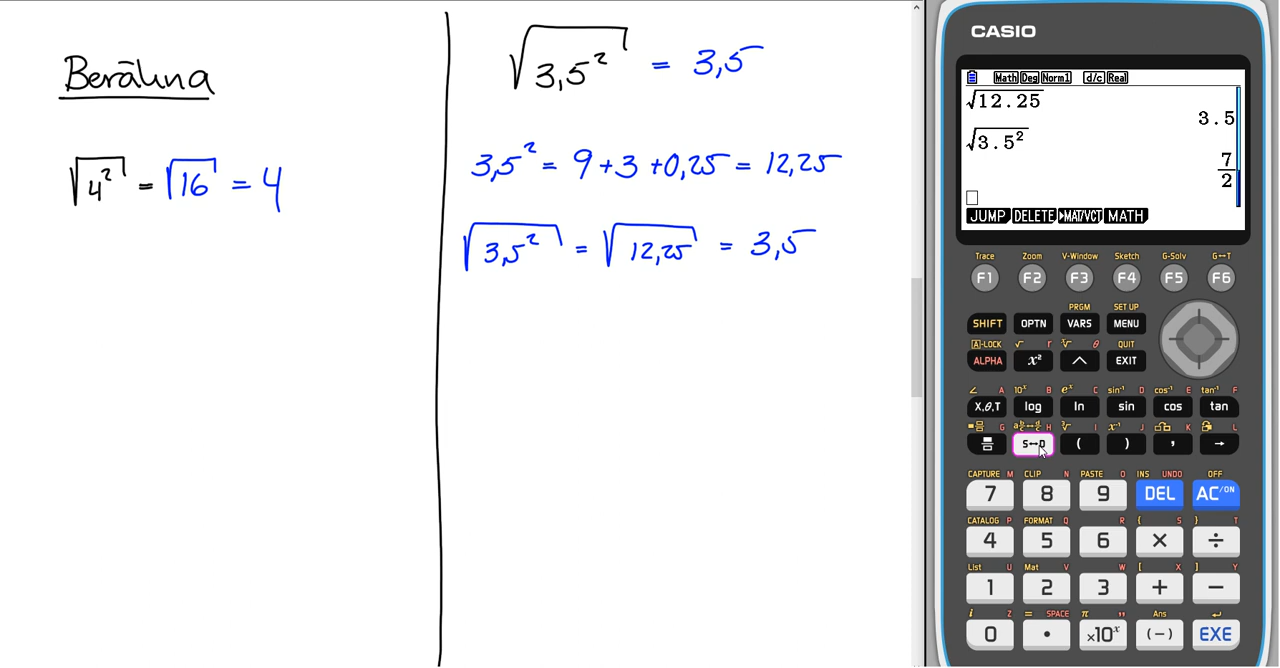 Beräkna
√4² = √16 = 4
√3,5² = 3,5
3,5² = 9 + 3 + 0,25 = 12,25
√3,5² = √12,25 = 3,5
CASIO
Math Deg Norm1 d/c Real
√12.25
3.5
√3.5²
7
2
JUMP DELETE ▶MAT/VCT MATH
Trace Zoom V-Window Sketch G-Solv G↔T
F1 F2 F3 F4 F5 F6
PRGM SET UP
SHIFT OPTN VARS MENU
A-LOCK √ r ∛ θ QUIT
ALPHA x² ^ EXIT
∠ A 10ˣ B eˣ C sin⁻¹ D cos⁻¹ E tan⁻¹ F
X,θ,T log ln sin cos tan
G H ∛ I x⁻¹ J K L
S↔D ( ) , →
CAPTURE M CLIP N PASTE O INS UNDO OFF
7 8 9 DEL AC/ON
CATALOG P FORMAT Q R { S } T
4 5 6 × ÷
List U Mat V W [ X ] Y
1 2 3 + −
i Z = SPACE π " Ans ↵
0 • ×10ˣ (−) EXE